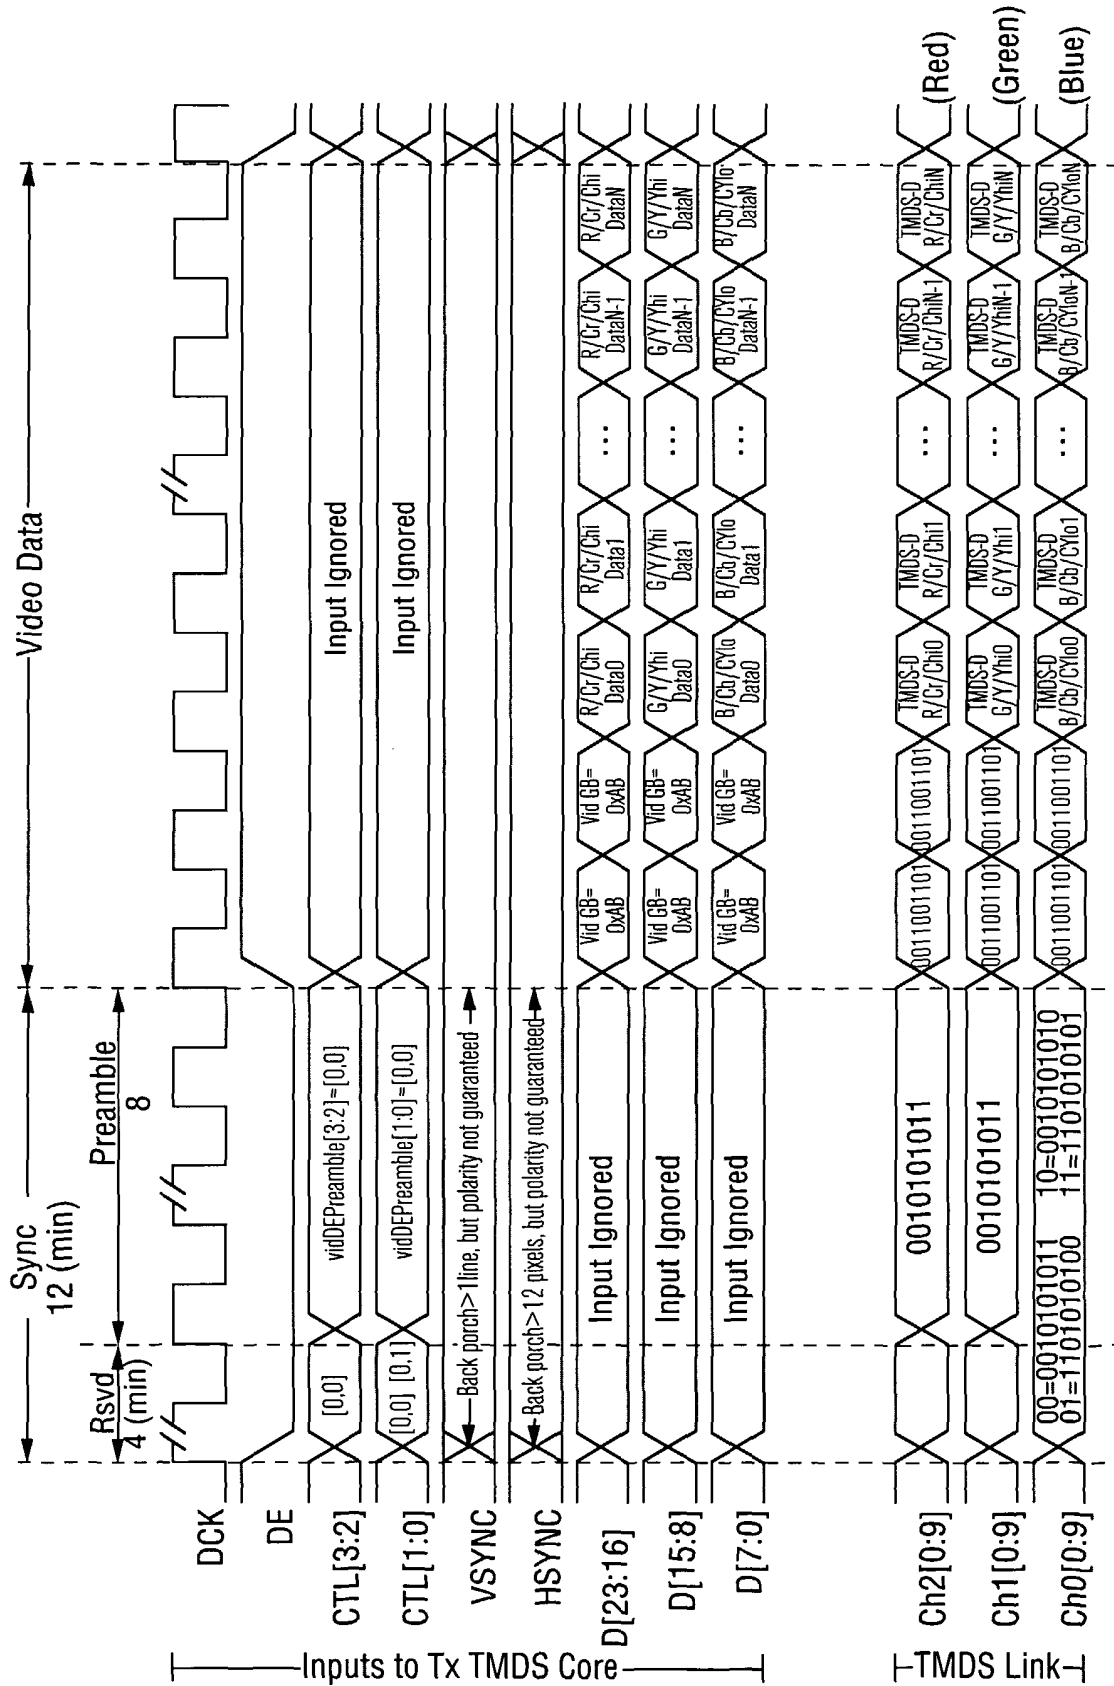 Sync
12 (min)
Video Data
Rsvd
4 (min)
Preamble
8
DCK
DE
CTL[3:2]
[0,0]
vidDEPreamble[3:2]=[0,0]
Input Ignored
CTL[1:0]
[0,0] [0,1]
vidDEPreamble[1:0]=[0,0]
Input Ignored
VSYNC
Back porch>1line, but polarity not guaranteed
HSYNC
Back porch>12 pixels, but polarity not guaranteed
D[23:16]
Input Ignored
Vid GB=
0xAB
Vid GB=
0xAB
R/Cr/Chi
Data0
R/Cr/Chi
Data1
...
R/Cr/Chi
DataN-1
R/Cr/Chi
DataN
D[15:8]
Input Ignored
Vid GB=
0xAB
Vid GB=
0xAB
G/Y/Yhi
Data0
G/Y/Yhi
Data1
...
G/Y/Yhi
DataN-1
G/Y/Yhi
DataN
D[7:0]
Input Ignored
Vid GB=
0xAB
Vid GB=
0xAB
B/Cb/CYlo
Data0
B/Cb/CYlo
Data1
...
B/Cb/CYlo
DataN-1
B/Cb/CYlo
DataN
Inputs to Tx TMDS Core
Ch2[0:9]
0010101011
0011001101
0011001101
TMDS-D
R/Cr/Chi0
TMDS-D
R/Cr/Chi1
...
TMDS-D
R/Cr/ChiN-1
TMDS-D
R/Cr/ChiN
(Red)
Ch1[0:9]
0010101011
0011001101
0011001101
TMDS-D
G/Y/Yhi0
TMDS-D
G/Y/Yhi1
...
TMDS-D
G/Y/YhiN-1
TMDS-D
G/Y/YhiN
(Green)
Ch0[0:9]
00=0010101011
10=0010101010
01=1101010100
11=1101010101
0011001101
0011001101
TMDS-D
B/Cb/CYlo0
TMDS-D
B/Cb/CYlo1
...
TMDS-D
B/Cb/CYloN-1
TMDS-D
B/Cb/CYloN
(Blue)
TMDS Link